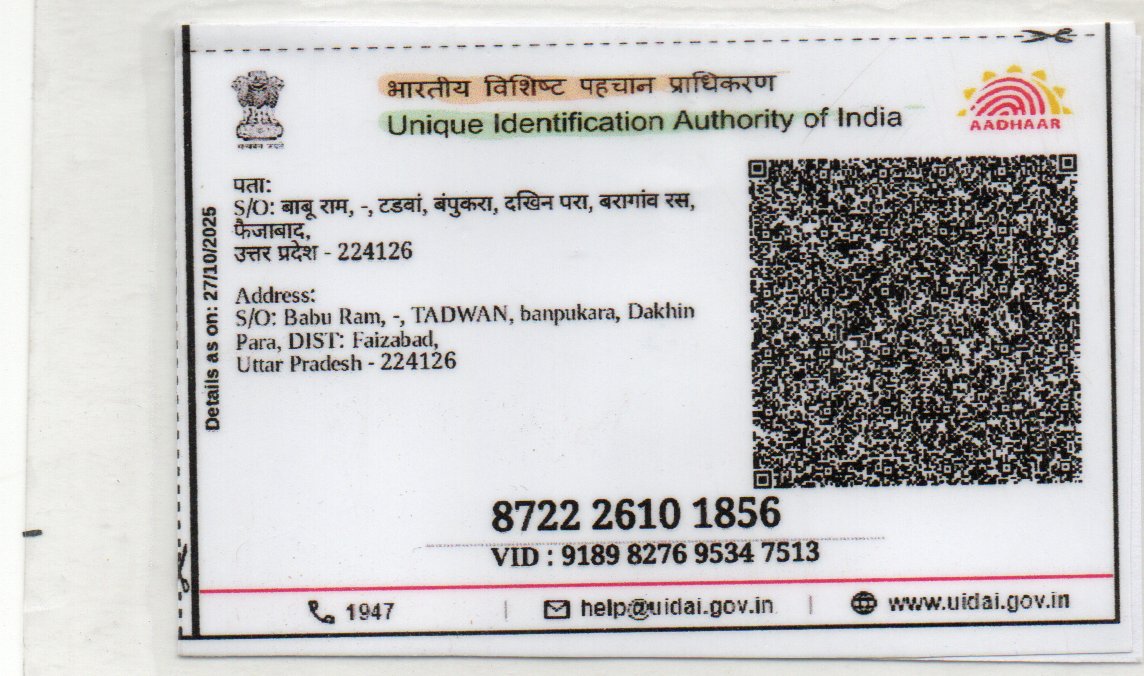 भारतीय विशिष्ट पहचान प्राधिकरण
Unique Identification Authority of India
AADHAAR
पता:
S/O: बाबू राम, -, टडवां, बंपुकरा, दखिन परा, बरागांव रस,
फैजाबाद,
उत्तर प्रदेश - 224126
Address:
S/O: Babu Ram, -, TADWAN, banpukara, Dakhin
Para, DIST: Faizabad,
Uttar Pradesh - 224126
Details as on: 27/10/2025
8722 2610 1856
VID : 9189 8276 9534 7513
1947 | help@uidai.gov.in | www.uidai.gov.in